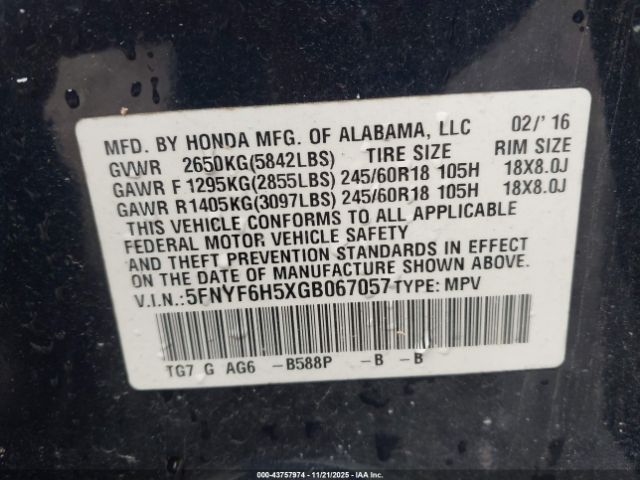 MFD. BY HONDA MFG. OF ALABAMA, LLC 02/' 16
GVWR 2650KG(5842LBS) TIRE SIZE RIM SIZE
GAWR F 1295KG(2855LBS) 245/60R18 105H 18X8.0J
GAWR R1405KG(3097LBS) 245/60R18 105H 18X8.0J
THIS VEHICLE CONFORMS TO ALL APPLICABLE
FEDERAL MOTOR VEHICLE SAFETY
AND THEFT PREVENTION STANDARDS IN EFFECT
ON THE DATE OF MANUFACTURE SHOWN ABOVE.
V.I.N.: 5FNYF6H5XGB067057 TYPE: MPV
TG7 G AG6 -B588P -B -B
000-43757974 - 11/21/2025 - IAA Inc.